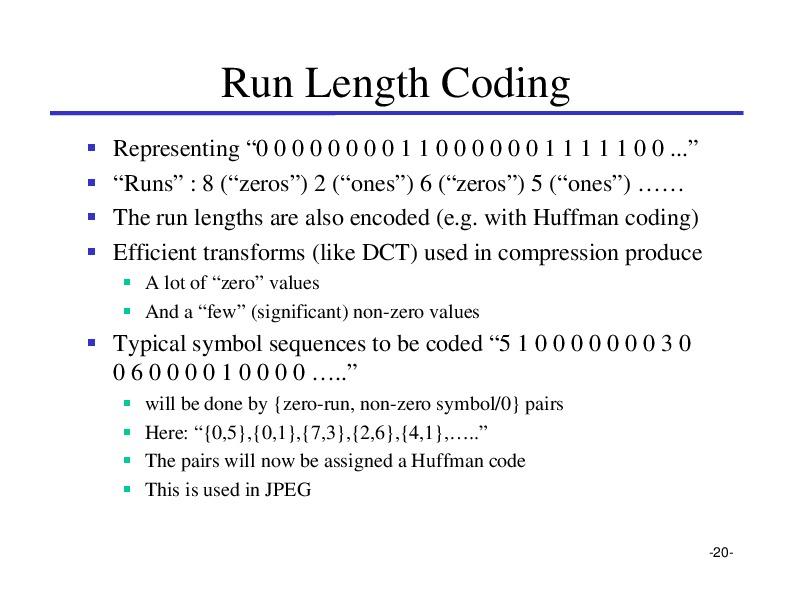 Run Length Coding
Representing “0 0 0 0 0 0 0 0 1 1 0 0 0 0 0 0 1 1 1 1 1 0 0 ...”
“Runs” : 8 (“zeros”) 2 (“ones”) 6 (“zeros”) 5 (“ones”) ……
The run lengths are also encoded (e.g. with Huffman coding)
Efficient transforms (like DCT) used in compression produce
A lot of “zero” values
And a “few” (significant) non-zero values
Typical symbol sequences to be coded “5 1 0 0 0 0 0 0 0 3 0
0 6 0 0 0 0 1 0 0 0 0 …..”
will be done by {zero-run, non-zero symbol/0} pairs
Here: “{0,5},{0,1},{7,3},{2,6},{4,1},…..”
The pairs will now be assigned a Huffman code
This is used in JPEG
-20-